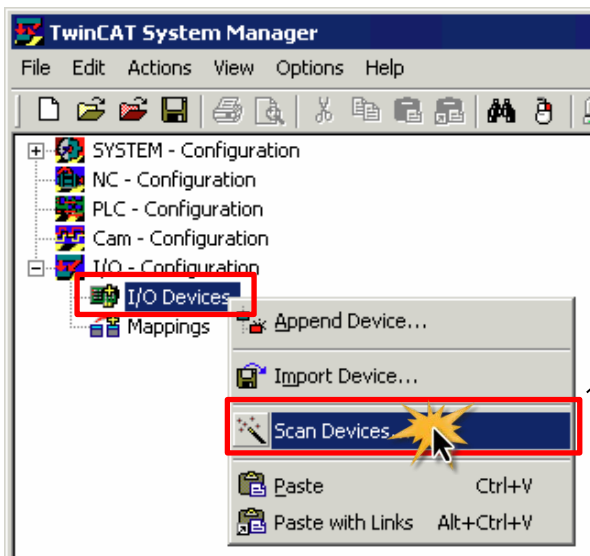 TwinCAT System Manager
File Edit Actions View Options Help
SYSTEM - Configuration
NC - Configuration
PLC - Configuration
Cam - Configuration
I/O - Configuration
I/O Devices
Mappings
Append Device...
Import Device...
Scan Devices
Paste Ctrl+V
Paste with Links Alt+Ctrl+V